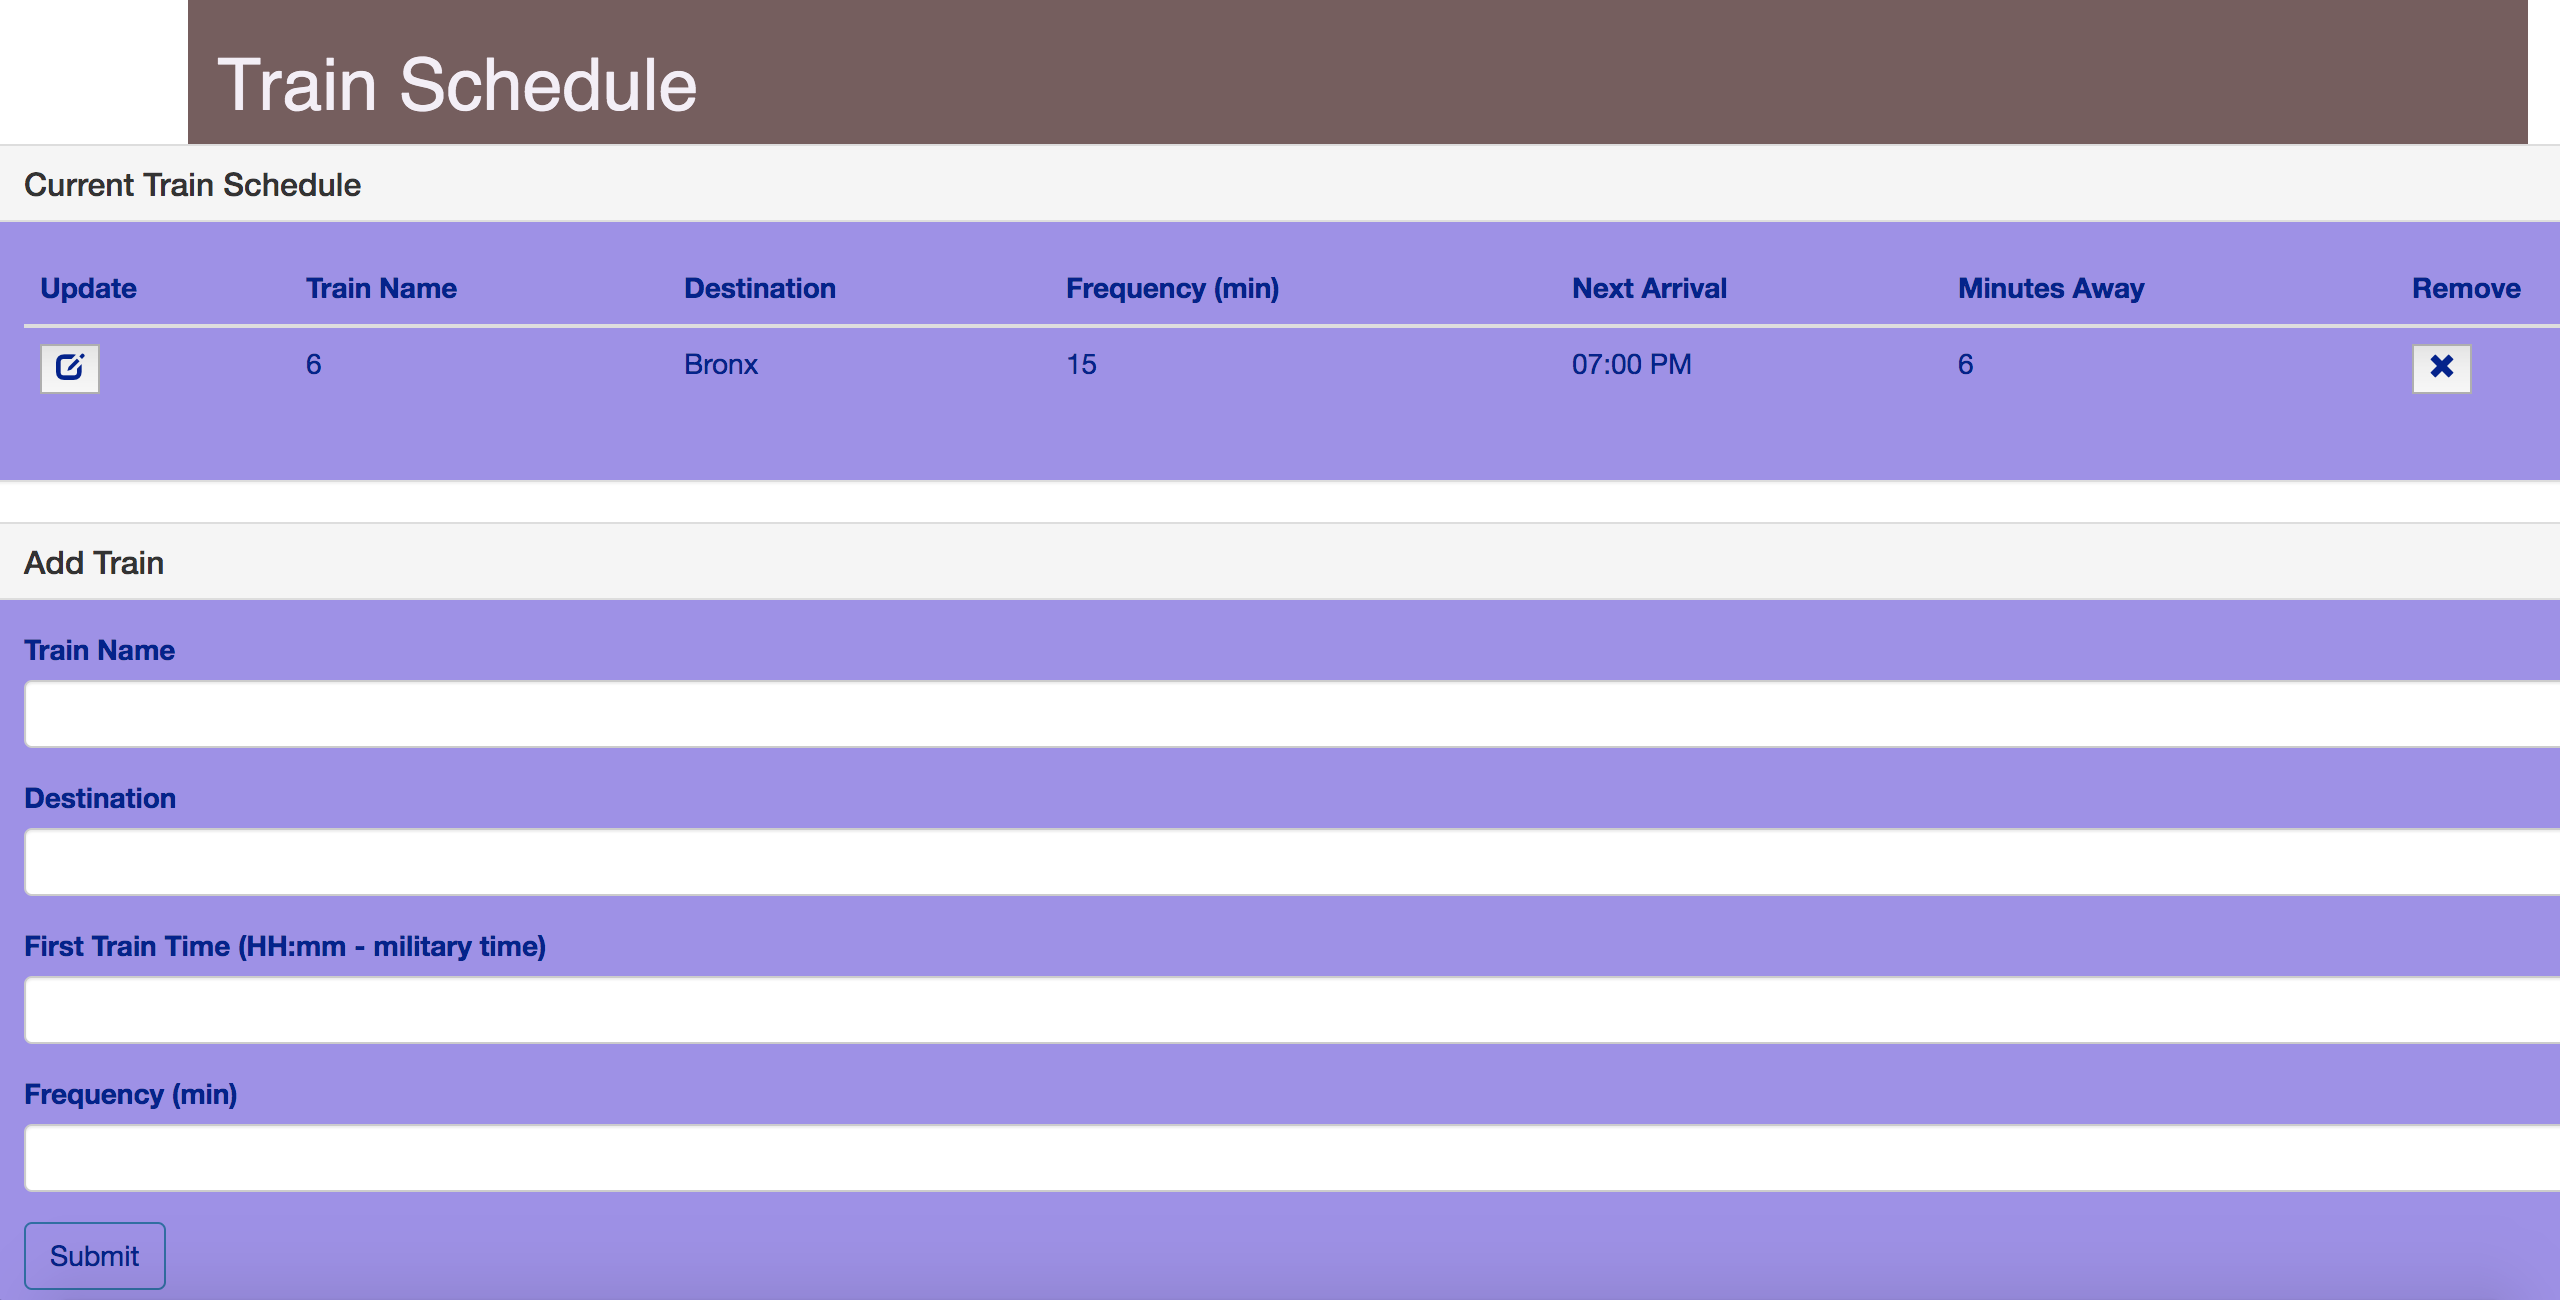 Train Schedule
Current Train Schedule
Update Train Name Destination Frequency (min) Next Arrival Minutes Away Remove
6 Bronx 15 07:00 PM 6
Add Train
Train Name
Destination
First Train Time (HH:mm - military time)
Frequency (min)
Submit